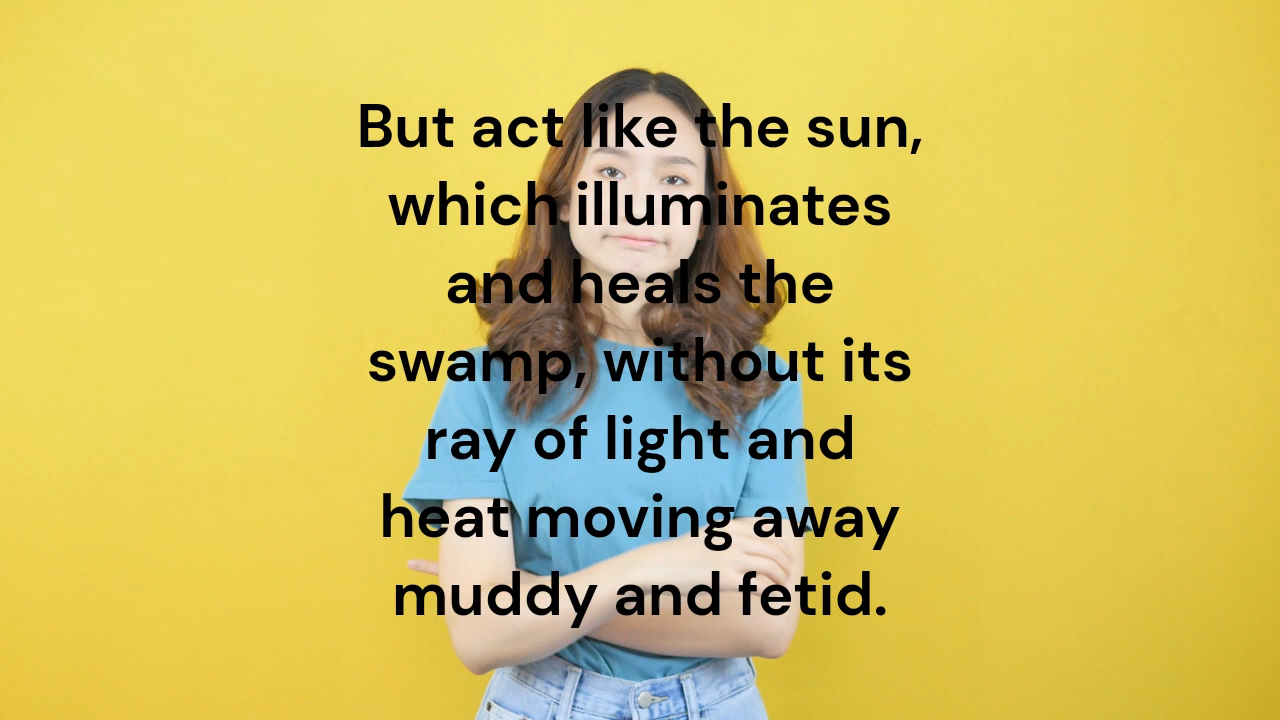 But act like the sun,
which illuminates
and heals the
swamp, without its
ray of light and
heat moving away
muddy and fetid.